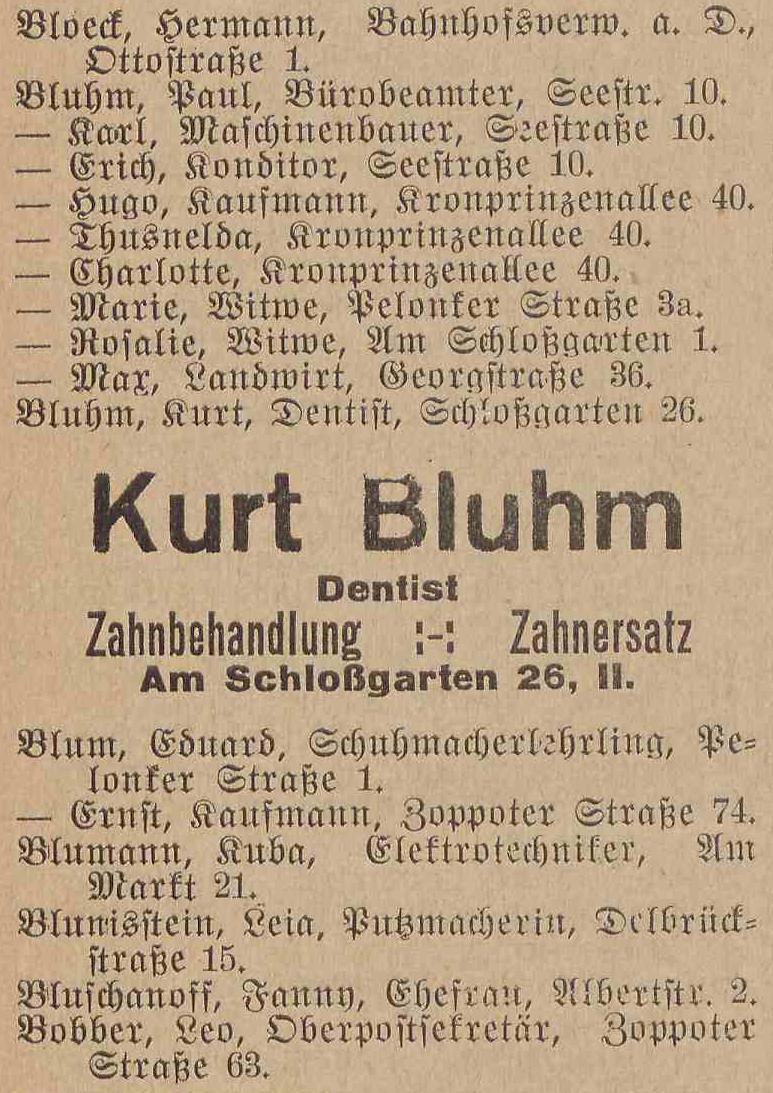 Bloeck, Hermann, Bahnhofsverw. a. D.,
Ottostraße 1.
Bluhm, Paul, Bürobeamter, Seestr. 10.
— Karl, Maschinenbauer, Seestraße 10.
— Erich, Konditor, Seestraße 10.
— Hugo, Kaufmann, Kronprinzenallee 40.
— Thusnelda, Kronprinzenallee 40.
— Charlotte, Kronprinzenallee 40.
— Marie, Witwe, Pelonker Straße 3a.
— Rosalie, Witwe, Am Schloßgarten 1.
— Max, Landwirt, Georgstraße 36.
Bluhm, Kurt, Dentist, Schloßgarten 26.
Kurt Bluhm
Dentist
Zahnbehandlung :-: Zahnersatz
Am Schloßgarten 26, II.
Blum, Eduard, Schuhmacherlehrling, Pe-
lonker Straße 1.
— Ernst, Kaufmann, Zoppoter Straße 74.
Blumann, Kuba, Elektrotechniker, Am
Markt 21.
Blumisstein, Leia, Putzmacherin, Delbrück-
straße 15.
Bluschanoff, Fanny, Ehefrau, Albertstr. 2.
Bobber, Leo, Oberpostsekretär, Zoppoter
Straße 63.